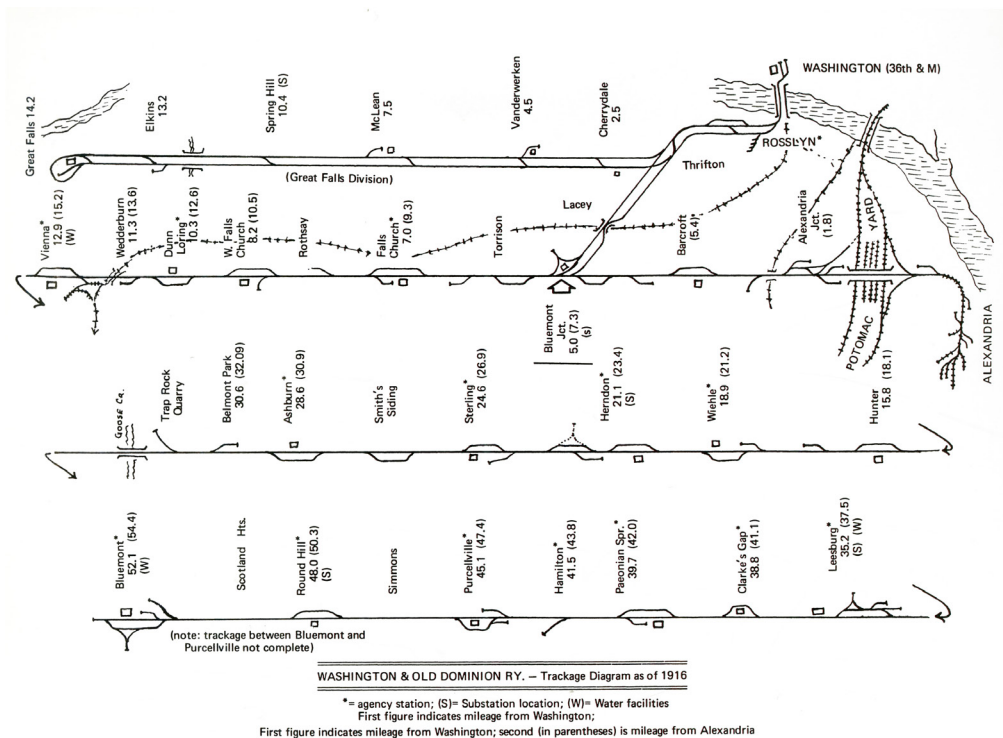 WASHINGTON (36th & M)
Great Falls 14.2
Elkins
13.2
Spring Hill
10.4 (S)
McLean
7.5
Vanderwerken
4.5
Cherrydale
2.5
ROSSLYN*
(Great Falls Division)
Thrifton
Lacey
Vienna*
12.9 (15.2)
(W)
Wedderburn
11.3 (13.6)
Dunn
Loring*
10.3 (12.6)
W. Falls
Church*
8.2 (10.5)
Rothsay
Falls
Church*
7.0 (9.3)
Torrison
Barcroft*
(5.4)
Alexandria
Jct.
(1.8)
YARD
POTOMAC
ALEXANDRIA
Bluemont
Jct.
5.0 (7.3)
(s)
Goose Cr.
Trap Rock
Quarry
Belmont Park
30.6 (32.09)
Ashburn*
28.6 (30.9)
Smith's
Siding
Sterling*
24.6 (26.9)
Herndon*
21.1 (23.4)
(S)
Wiehle*
18.9 (21.2)
Hunter
15.8 (18.1)
Bluemont*
52.1 (54.4)
(W)
Scotland Hts.
Round Hill*
48.0 (50.3)
(S)
Simmons
Purcellville*
45.1 (47.4)
Hamilton*
41.5 (43.8)
Paeonian Spr.*
39.7 (42.0)
Clarke's Gap*
38.8 (41.1)
Leesburg*
35.2 (37.5)
(S) (W)
(note: trackage between Bluemont and
Purcellville not complete)
WASHINGTON & OLD DOMINION RY. — Trackage Diagram as of 1916
*= agency station; (S)= Substation location; (W)= Water facilities
First figure indicates mileage from Washington;
First figure indicates mileage from Washington; second (in parentheses) is mileage from Alexandria